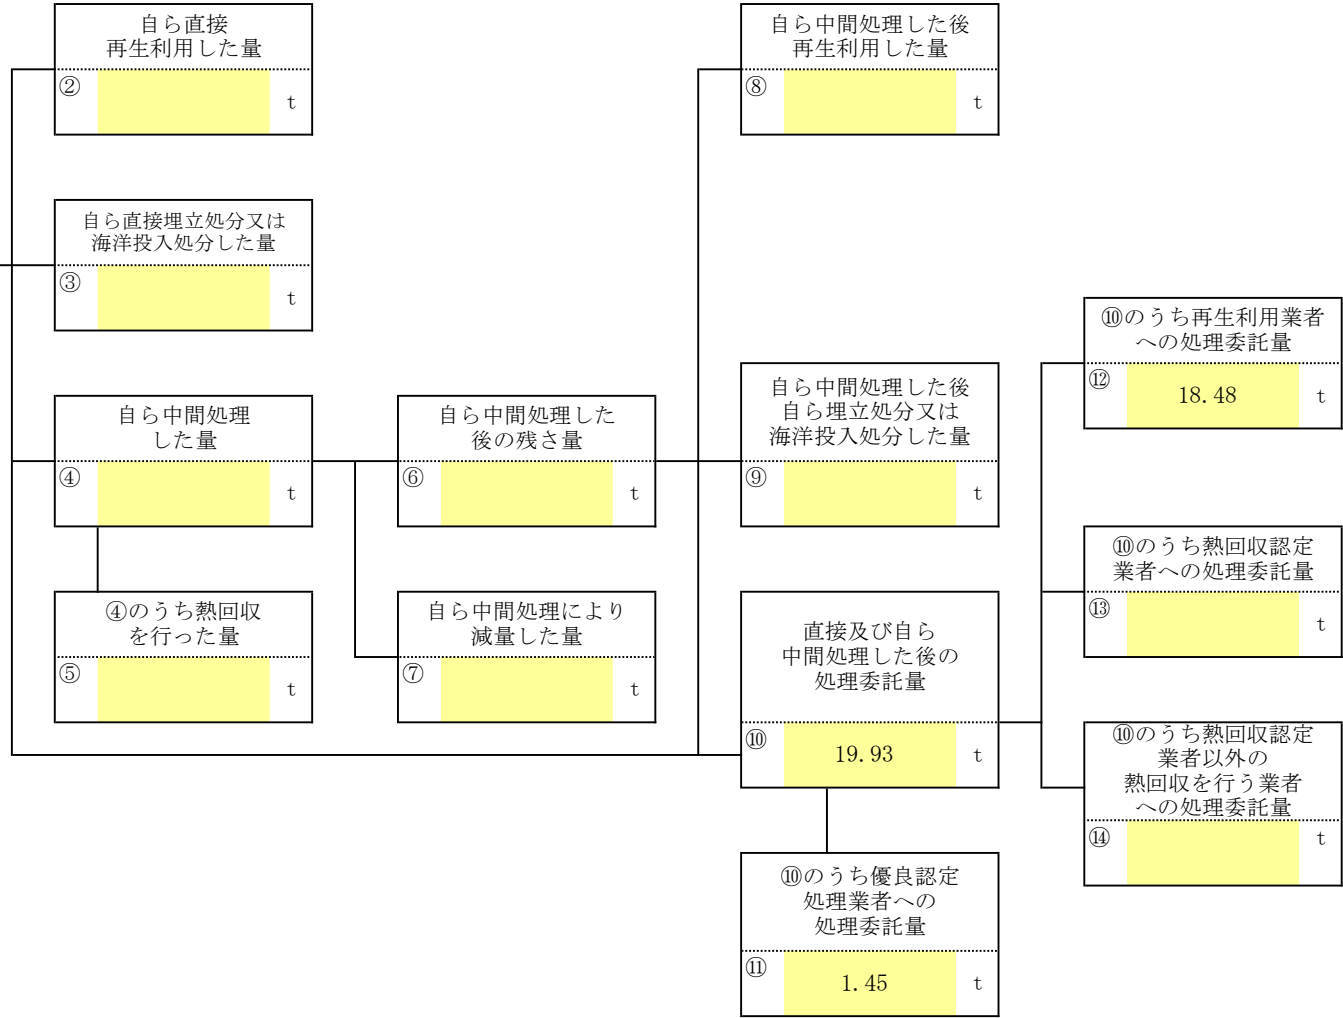 自ら直接
再生利用した量
②
t
自ら中間処理した後
再生利用した量
⑧
t
自ら直接埋立処分又は
海洋投入処分した量
③
t
⑩のうち再生利用業者
への処理委託量
⑫
18.48
t
自ら中間処理
した量
④
t
自ら中間処理した
後の残さ量
⑥
t
自ら中間処理した後
自ら埋立処分又は
海洋投入処分した量
⑨
t
⑩のうち熱回収認定
業者への処理委託量
⑬
t
④のうち熱回収
を行った量
⑤
t
自ら中間処理により
減量した量
⑦
t
直接及び自ら
中間処理した後の
処理委託量
⑩
19.93
t
⑩のうち熱回収認定
業者以外の
熱回収を行う業者
への処理委託量
⑭
t
⑩のうち優良認定
処理業者への
処理委託量
⑪
1.45
t